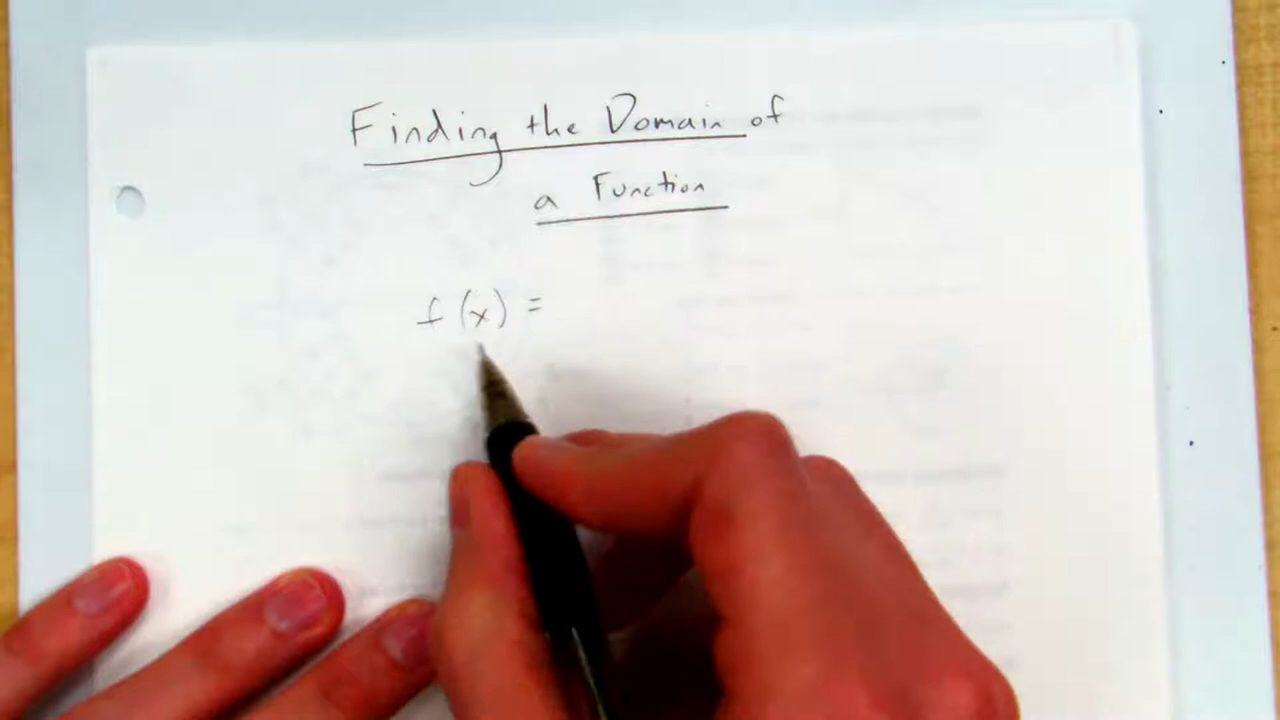 Finding the Domain of
a Function
f(x) =